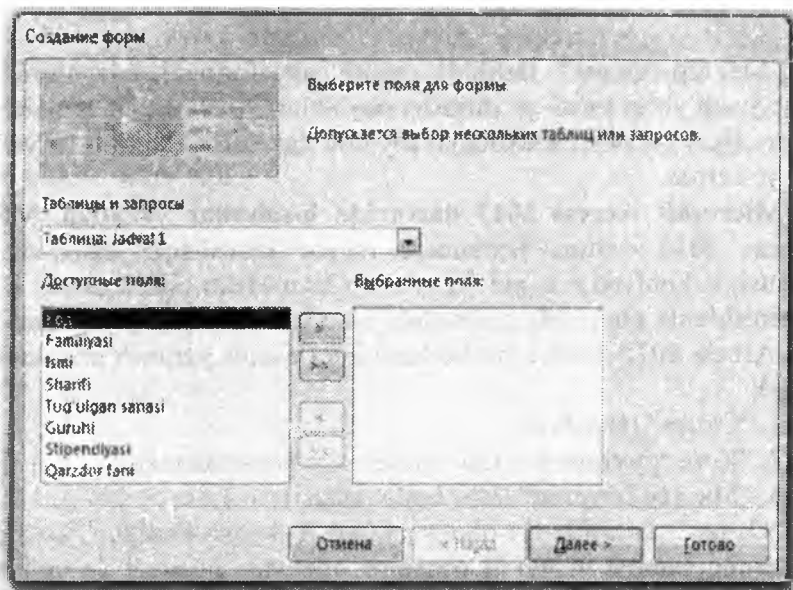 Создание форм
Выберите поля для формы
Допускается выбор нескольких таблиц или запросов.
Таблицы и запросы
Таблица: Jadval 1
Доступные поля:
Выбранные поля:
Familiyasi
Ismi
Sharifi
Tug'ulgan sanasi
Guruhi
Stipendiyasi
Qarzdor fani
>
>>
<
<<
Отмена
< Назад
Далее >
Готово